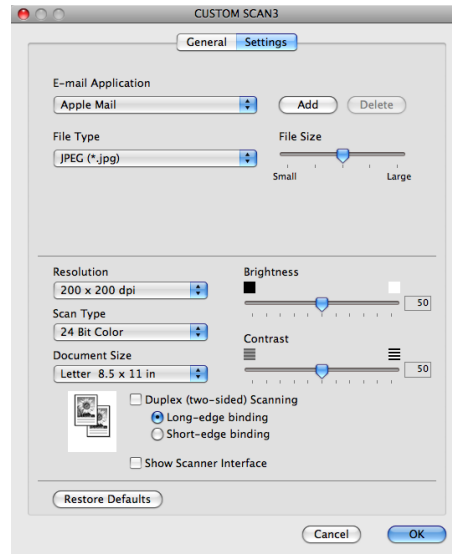 CUSTOM SCAN3
General Settings
E-mail Application
Apple Mail Add Delete
File Type File Size
JPEG (*.jpg)
Small Large
Resolution Brightness
200 x 200 dpi
50
Scan Type
24 Bit Color
Contrast
Document Size
Letter 8.5 x 11 in
50
Duplex (two-sided) Scanning
Long-edge binding
Short-edge binding
Show Scanner Interface
Restore Defaults
Cancel OK